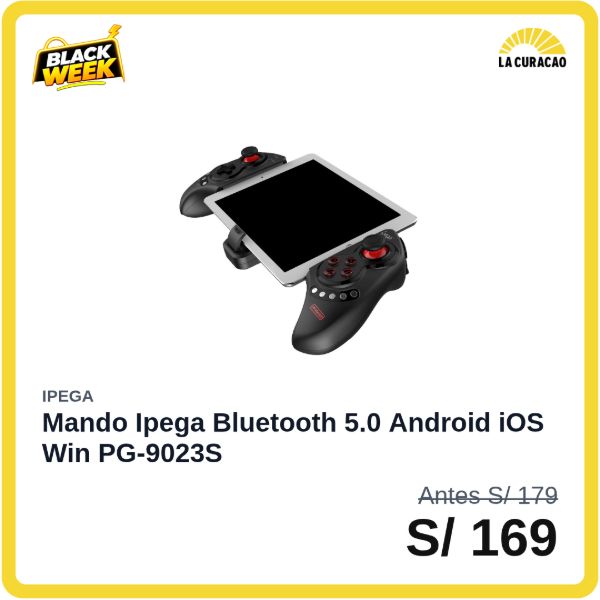 BLACK
WEEK
LA CURACAO
IPEGA
Mando Ipega Bluetooth 5.0 Android iOS
Win PG-9023S
Antes S/ 179
S/ 169